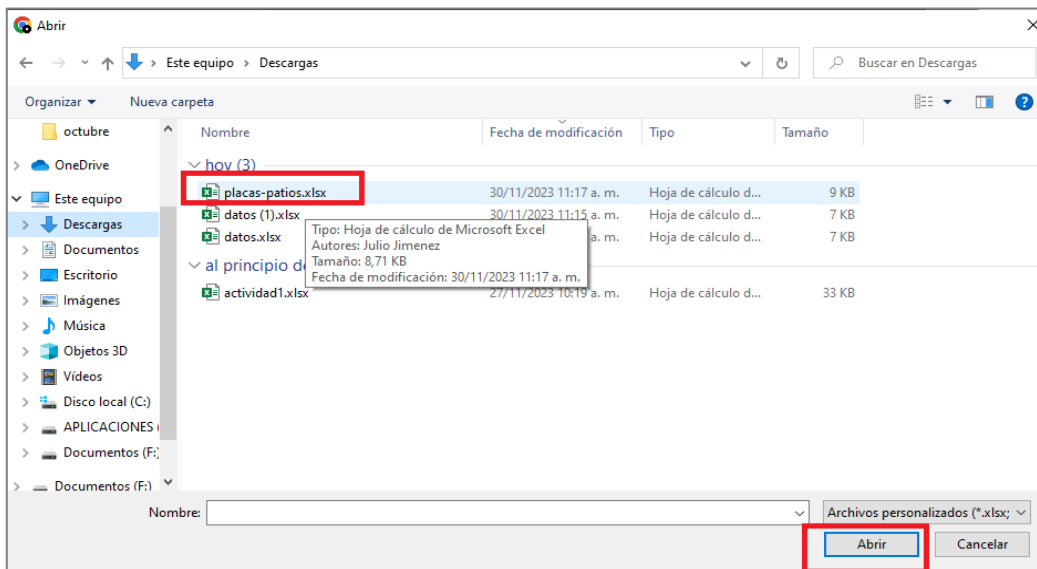 Abrir
Este equipo › Descargas
Buscar en Descargas
Organizar
Nueva carpeta
Nombre
Fecha de modificación
Tipo
Tamaño
octubre
OneDrive
Este equipo
Descargas
Documentos
Escritorio
Imágenes
Música
Objetos 3D
Vídeos
Disco local (C:)
APLICACIONES (
Documentos (F:)
Documentos (F:)
hoy (3)
placas-patios.xlsx 30/11/2023 11:17 a. m. Hoja de cálculo d... 9 KB
datos (1).xlsx 30/11/2023 11:15 a. m. Hoja de cálculo d... 7 KB
datos.xlsx a. m. Hoja de cálculo d... 7 KB
Tipo: Hoja de cálculo de Microsoft Excel
Autores: Julio Jimenez
Tamaño: 8,71 KB
Fecha de modificación: 30/11/2023 11:17 a. m.
al principio de
actividad1.xlsx 27/11/2023 10:19 a. m. Hoja de cálculo d... 33 KB
Nombre:
Archivos personalizados (*.xlsx;
Abrir
Cancelar